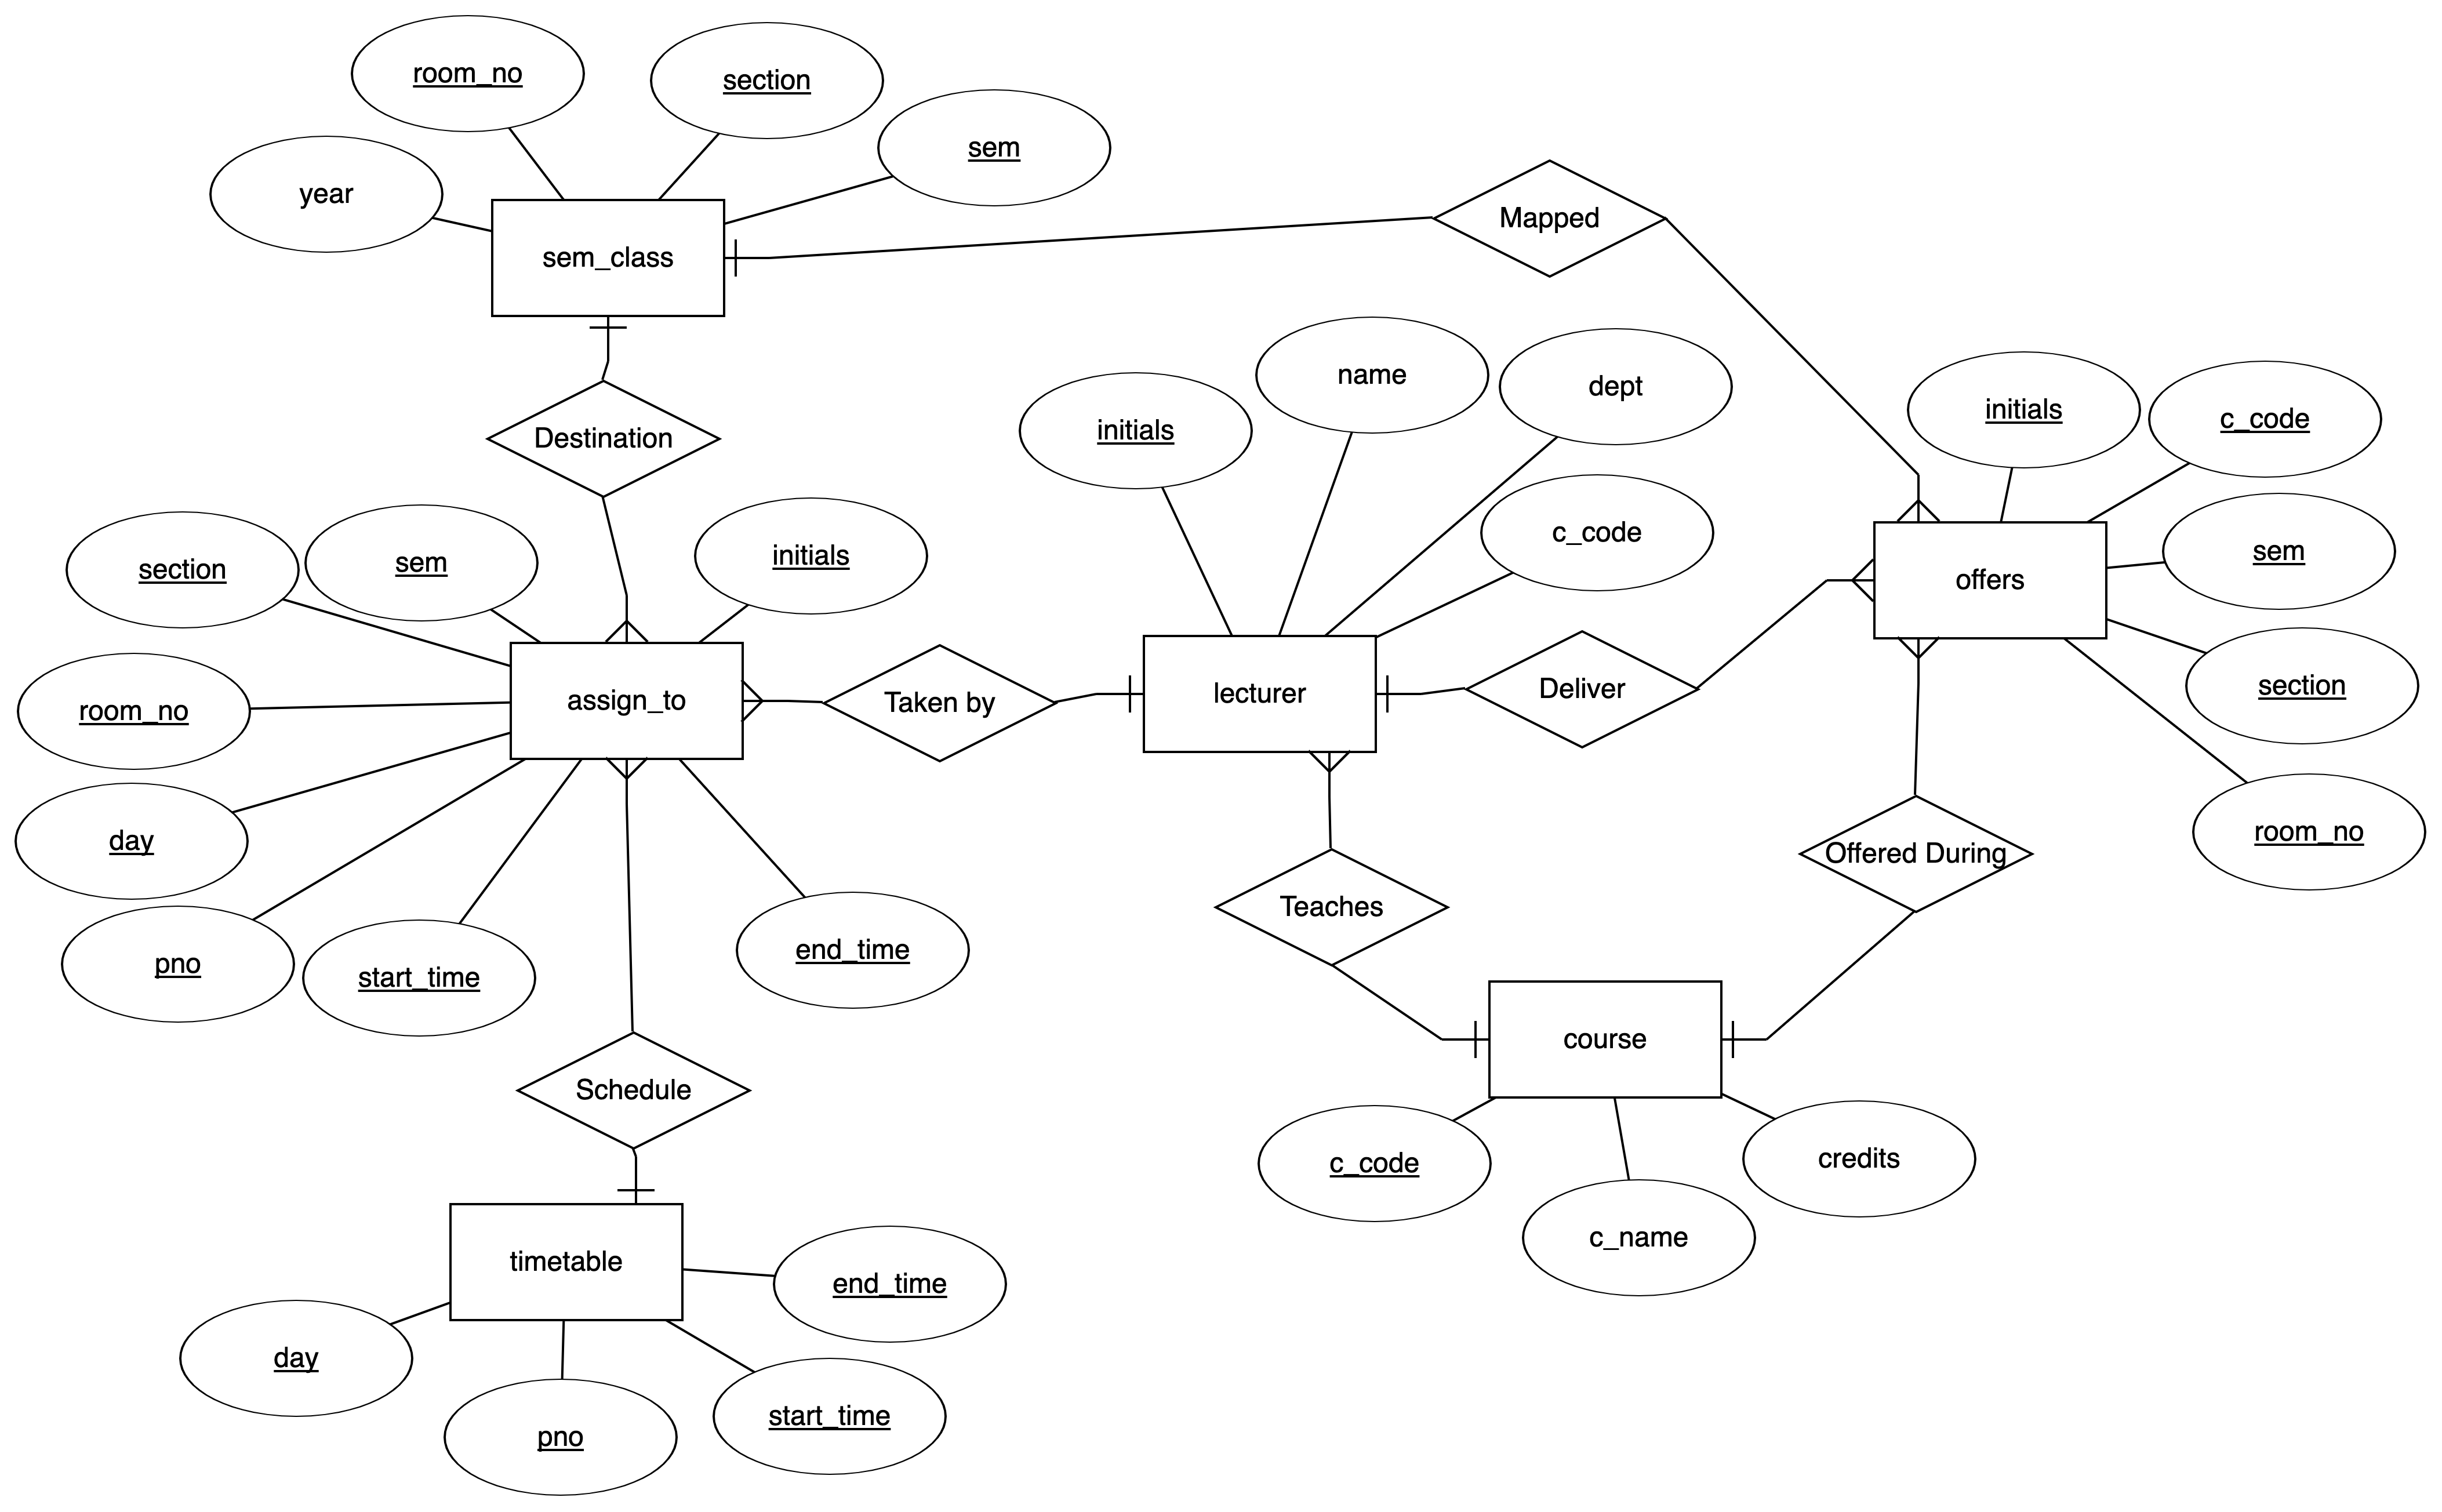 room_no
section
sem
year
sem_class
Mapped
Destination
name
dept
initials
initials
c_code
c_code
section
sem
initials
sem
offers
section
room_no
assign_to
Taken by
lecturer
Deliver
room_no
day
pno
start_time
end_time
Teaches
Offered During
Schedule
course
c_code
c_name
credits
timetable
end_time
day
pno
start_time